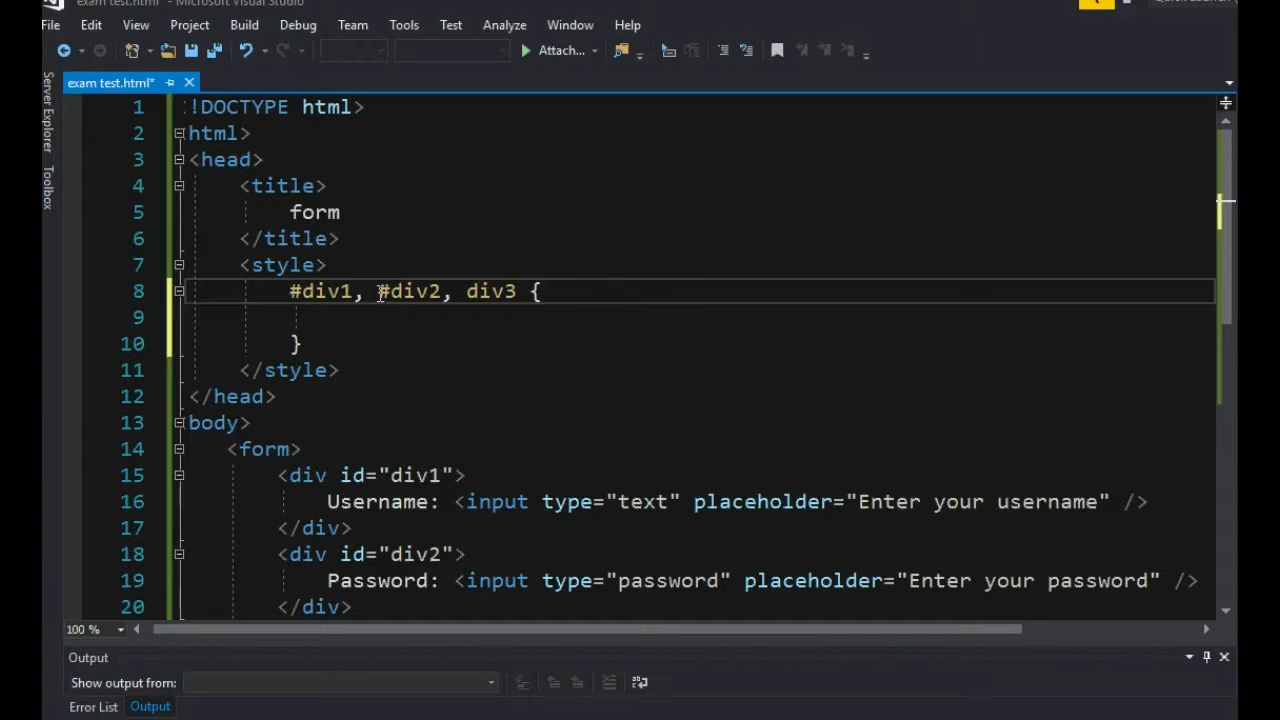 Microsoft Visual Studio
File Edit View Project Build Debug Team Tools Test Analyze Window Help
Attach...
exam test.html*
Server Explorer
Toolbox
1 !DOCTYPE html>
2 html>
3 <head>
4 <title>
5 form
6 </title>
7 <style>
8 #div1, #div2, div3 {
9
10 }
11 </style>
12 </head>
13 body>
14 <form>
15 <div id="div1">
16 Username: <input type="text" placeholder="Enter your username" />
17 </div>
18 <div id="div2">
19 Password: <input type="password" placeholder="Enter your password" />
20 </div>
100 %
Output
Show output from:
Error List Output